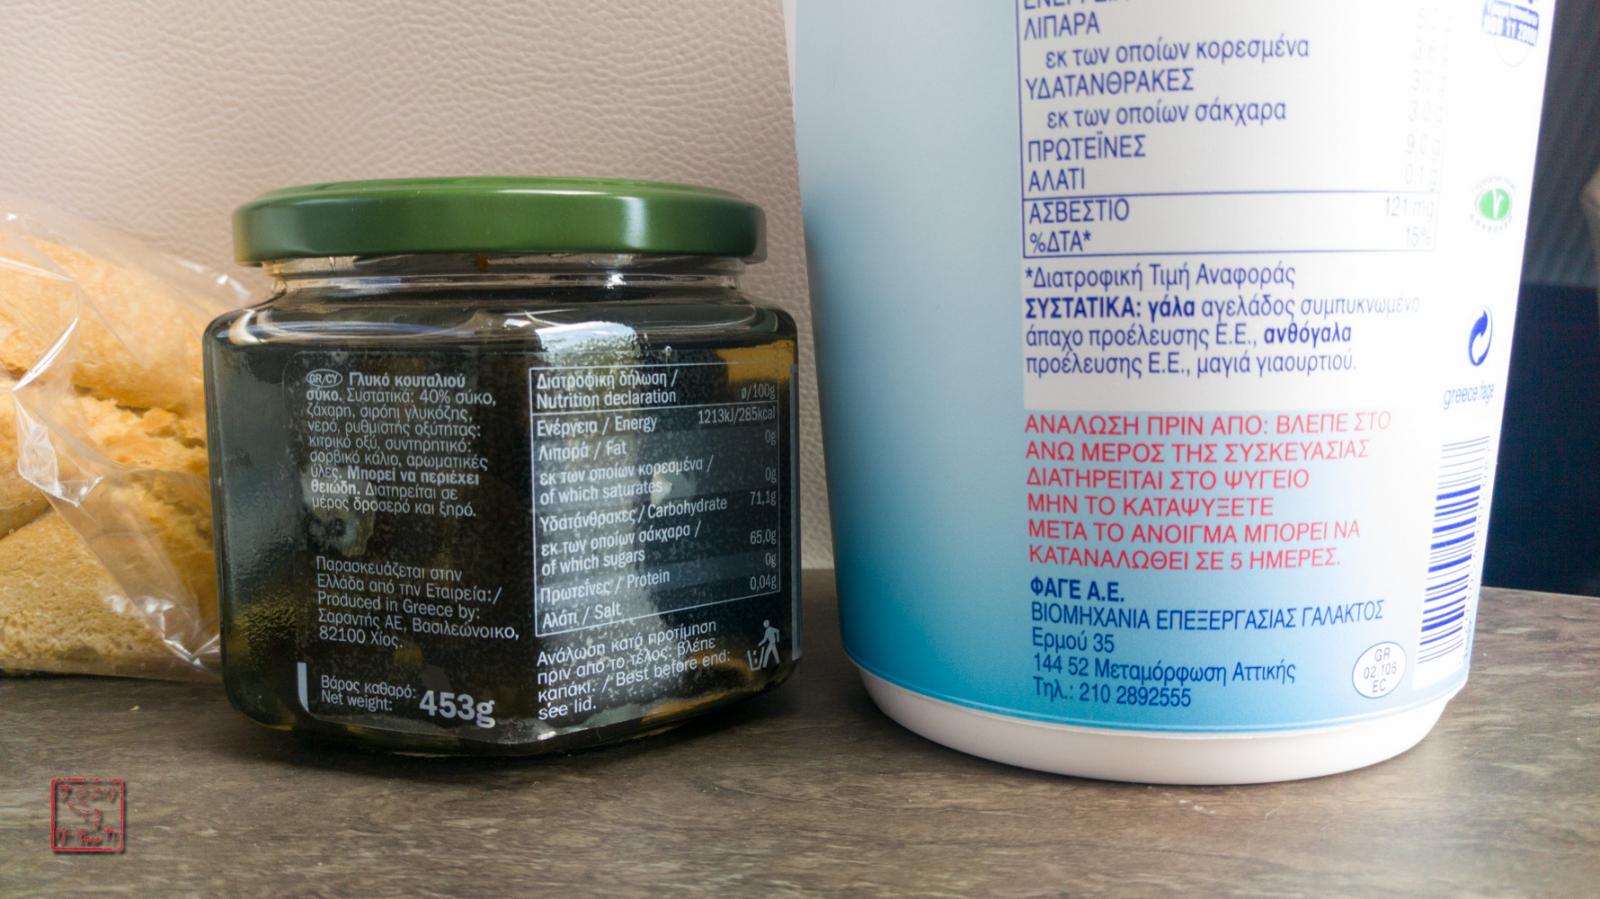 GR/CY Γλυκό κουταλιού
σύκο. Συστατικά: 40% σύκο,
ζάχαρη, σιρόπι γλυκόζης,
νερό, ρυθμιστής οξύτητας:
κιτρικό οξύ, συντηρητικό:
σορβικό κάλιο, αρωματικές
ύλες. Μπορεί να περιέχει
θειώδη. Διατηρείται σε
μέρος δροσερό και ξηρό.
Παρασκευάζεται στην
Ελλάδα από την Εταιρεία:/
Produced in Greece by:
Σαραντής ΑΕ, Βασιλεώνοικο,
82100 Χίος.
Βάρος καθαρό:
Net weight: 453g
Διατροφική δήλωση /
Nutrition declaration ø/100g
Ενέργεια / Energy 1213kJ/285kcal
Λιπαρά / Fat 0g
εκ των οποίων κορεσμένα /
of which saturates 0g
Υδατάνθρακες / Carbohydrate 71,1g
εκ των οποίων σάκχαρα /
of which sugars 65,0g
Πρωτεΐνες / Protein 0g
Αλάτι / Salt 0,04g
Ανάλωση κατά προτίμηση
πριν από το τέλος: βλέπε
καπάκι. / Best before end:
see lid.
ΛΙΠΑΡΑ
εκ των οποίων κορεσμένα
ΥΔΑΤΑΝΘΡΑΚΕΣ
εκ των οποίων σάκχαρα
ΠΡΩΤΕΪΝΕΣ
ΑΛΑΤΙ
ΑΣΒΕΣΤΙΟ 121 mg
%ΔΤΑ* 15%
*Διατροφική Τιμή Αναφοράς
ΣΥΣΤΑΤΙΚΑ: γάλα αγελάδος συμπυκνωμένο
άπαχο προέλευσης Ε.Ε., ανθόγαλα
προέλευσης Ε.Ε., μαγιά γιαουρτιού.
ΑΝΑΛΩΣΗ ΠΡΙΝ ΑΠΟ: ΒΛΕΠΕ ΣΤΟ
ΑΝΩ ΜΕΡΟΣ ΤΗΣ ΣΥΣΚΕΥΑΣΙΑΣ
ΔΙΑΤΗΡΕΙΤΑΙ ΣΤΟ ΨΥΓΕΙΟ
ΜΗΝ ΤΟ ΚΑΤΑΨΥΞΕΤΕ
ΜΕΤΑ ΤΟ ΑΝΟΙΓΜΑ ΜΠΟΡΕΙ ΝΑ
ΚΑΤΑΝΑΛΩΘΕΙ ΣΕ 5 ΗΜΕΡΕΣ.
ΦΑΓΕ Α.Ε.
ΒΙΟΜΗΧΑΝΙΑ ΕΠΕΞΕΡΓΑΣΙΑΣ ΓΑΛΑΚΤΟΣ
Ερμού 35
144 52 Μεταμόρφωση Αττικής
Τηλ.: 210 2892555
GR
02.105
EC
greece.fage